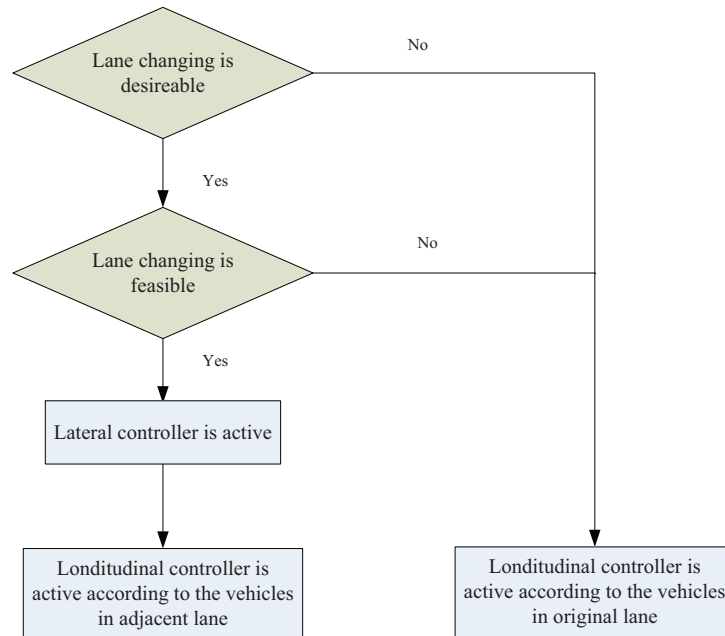 Lane changing is
desireable
No
Yes
Lane changing is
feasible
No
Yes
Lateral controller is active
Londitudinal controller is
active according to the vehicles
in adjacent lane
Londitudinal controller is
active according to the vehicles
in original lane